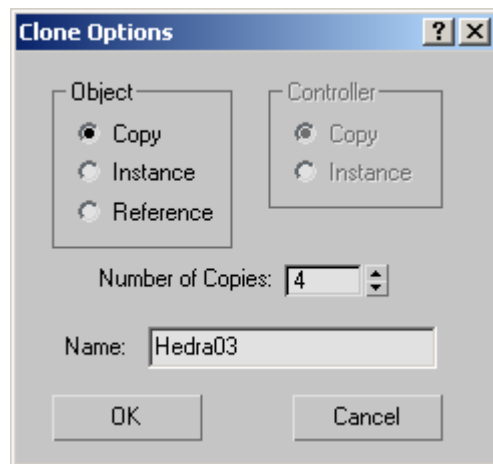 Clone Options
Object
Controller
Copy
Copy
Instance
Instance
Reference
Number of Copies: 4
Name: Hedra03
OK
Cancel